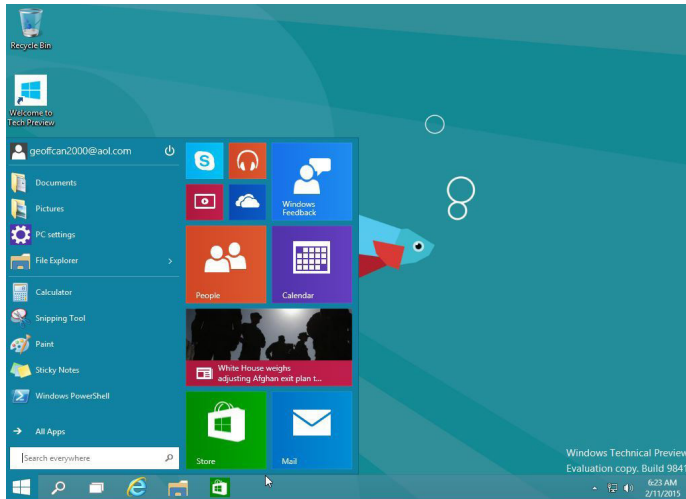 Recycle Bin
Welcome to
Tech Preview
geoffcan2000@aol.com
Documents
Pictures
PC settings
File Explorer
Calculator
Snipping Tool
Paint
Sticky Notes
Windows PowerShell
All Apps
Search everywhere
Windows
Feedback
People
Calendar
White House weighs
adjusting Afghan exit plan t...
Store
Mail
Windows Technical Preview
Evaluation copy. Build 9841
6:23 AM
2/11/2015